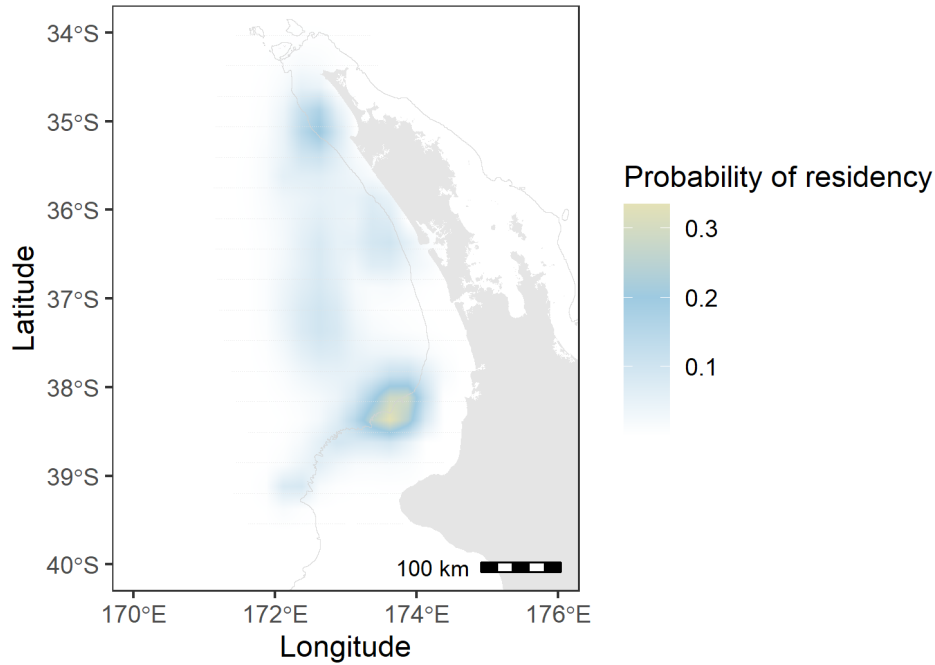 34°S
35°S
36°S
37°S
38°S
39°S
40°S
Latitude
100 km
170°E
172°E
174°E
176°E
Longitude
Probability of residency
0.3
0.2
0.1